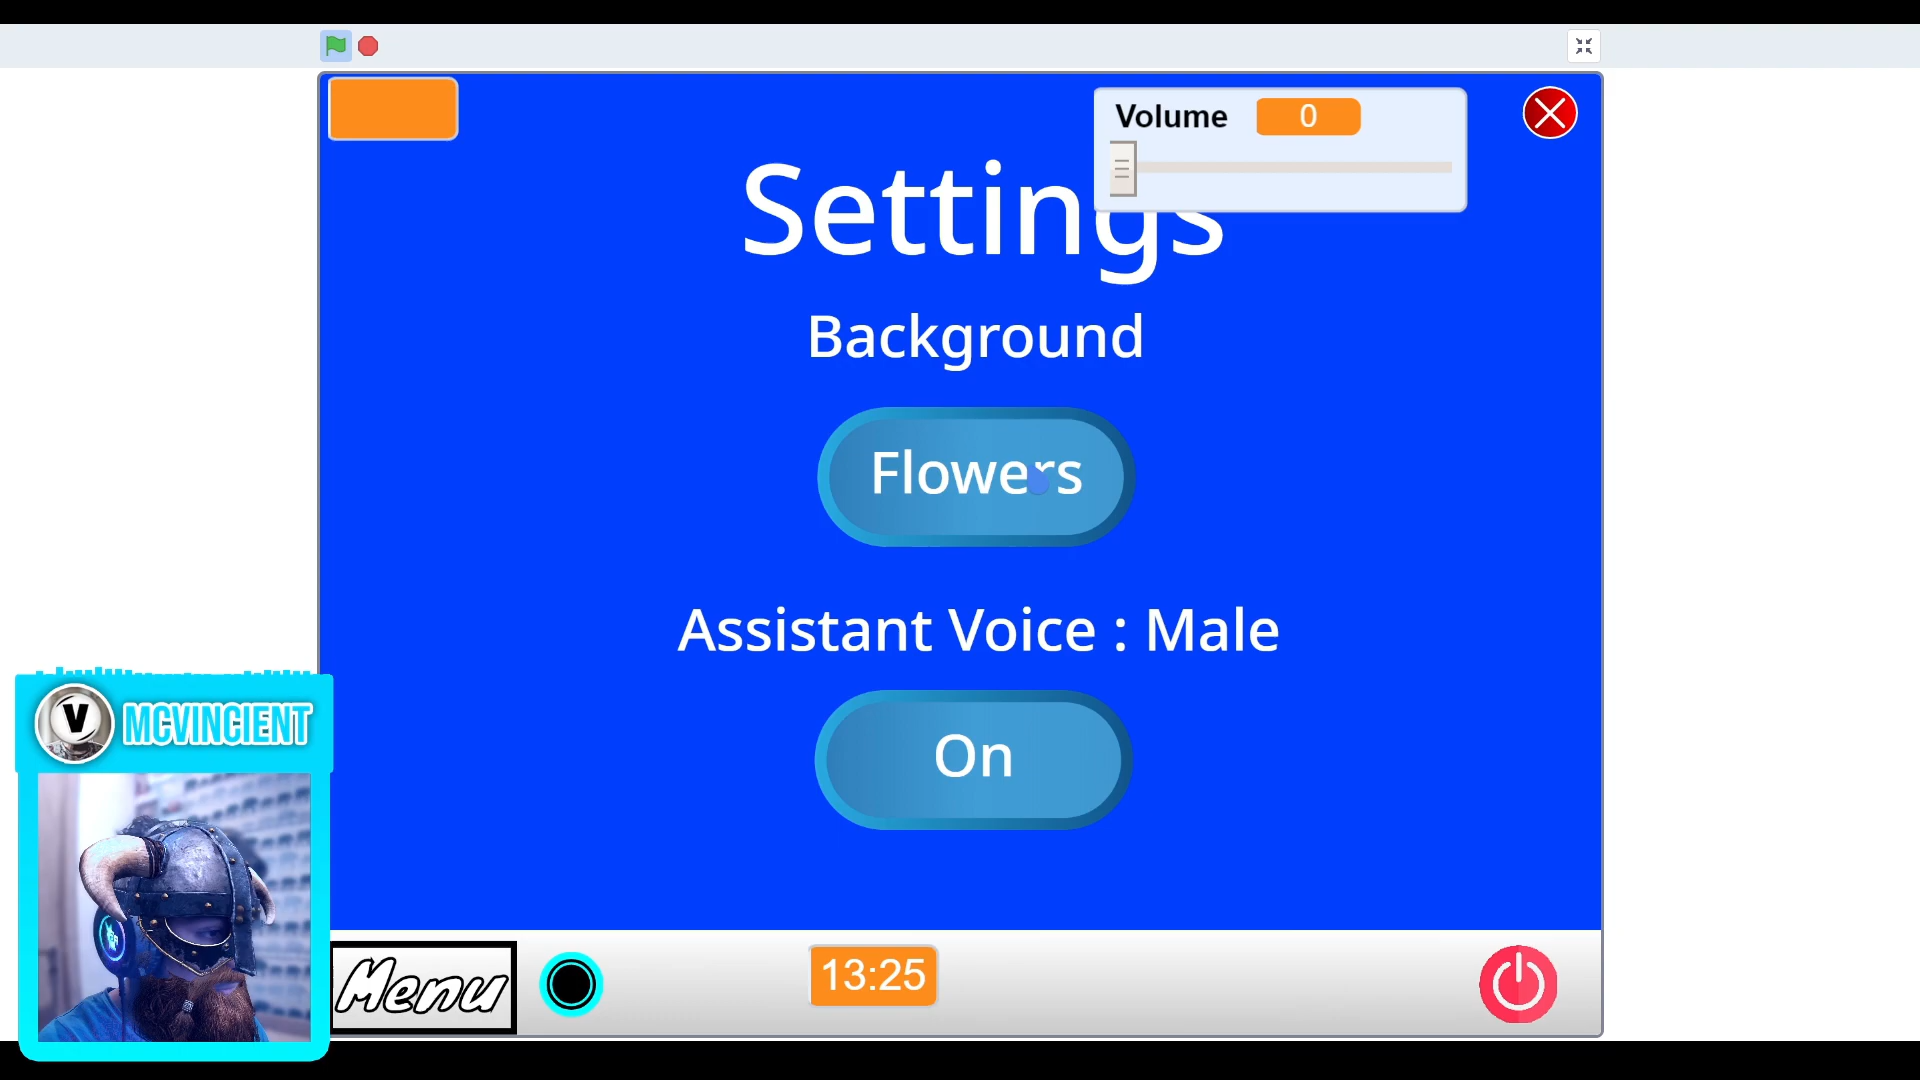 Volume 0
Settings
Background
Flowers
Assistant Voice : Male
On
V MCVINCIENT
Menu
13:25